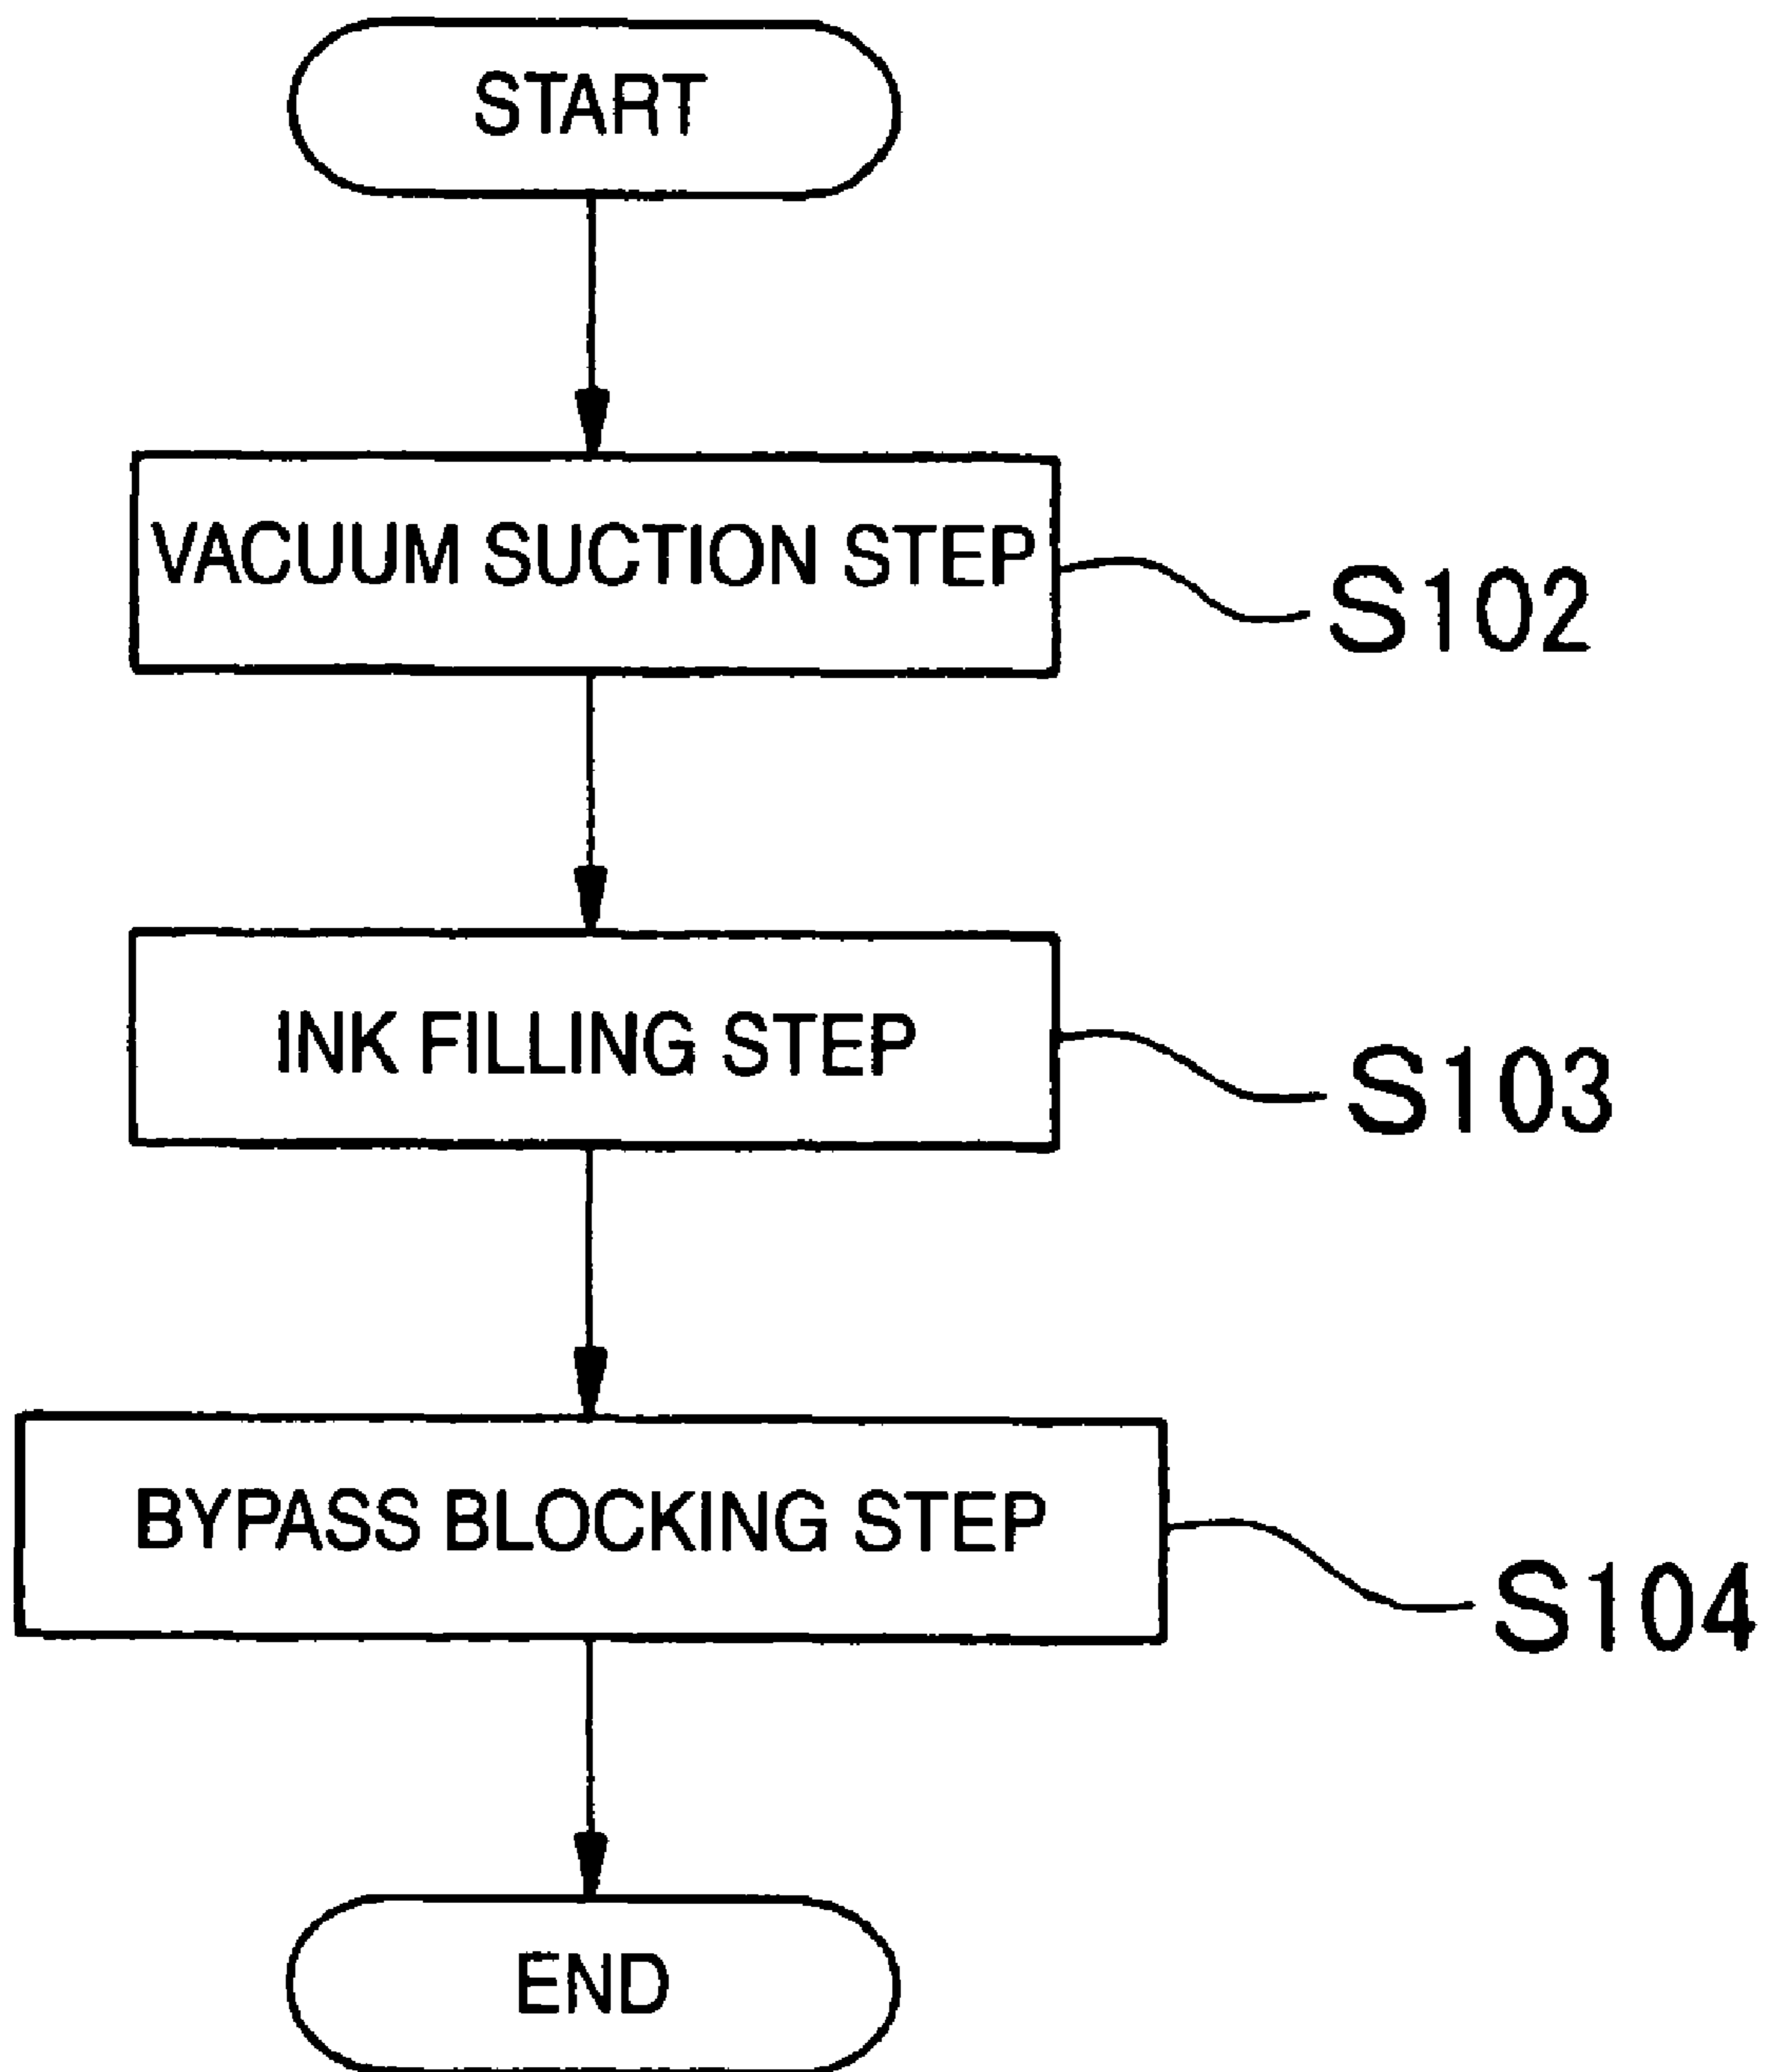 START
VACUUM SUCTION STEP
S102
INK FILLING STEP
S103
BYPASS BLOCKING STEP
S104
END